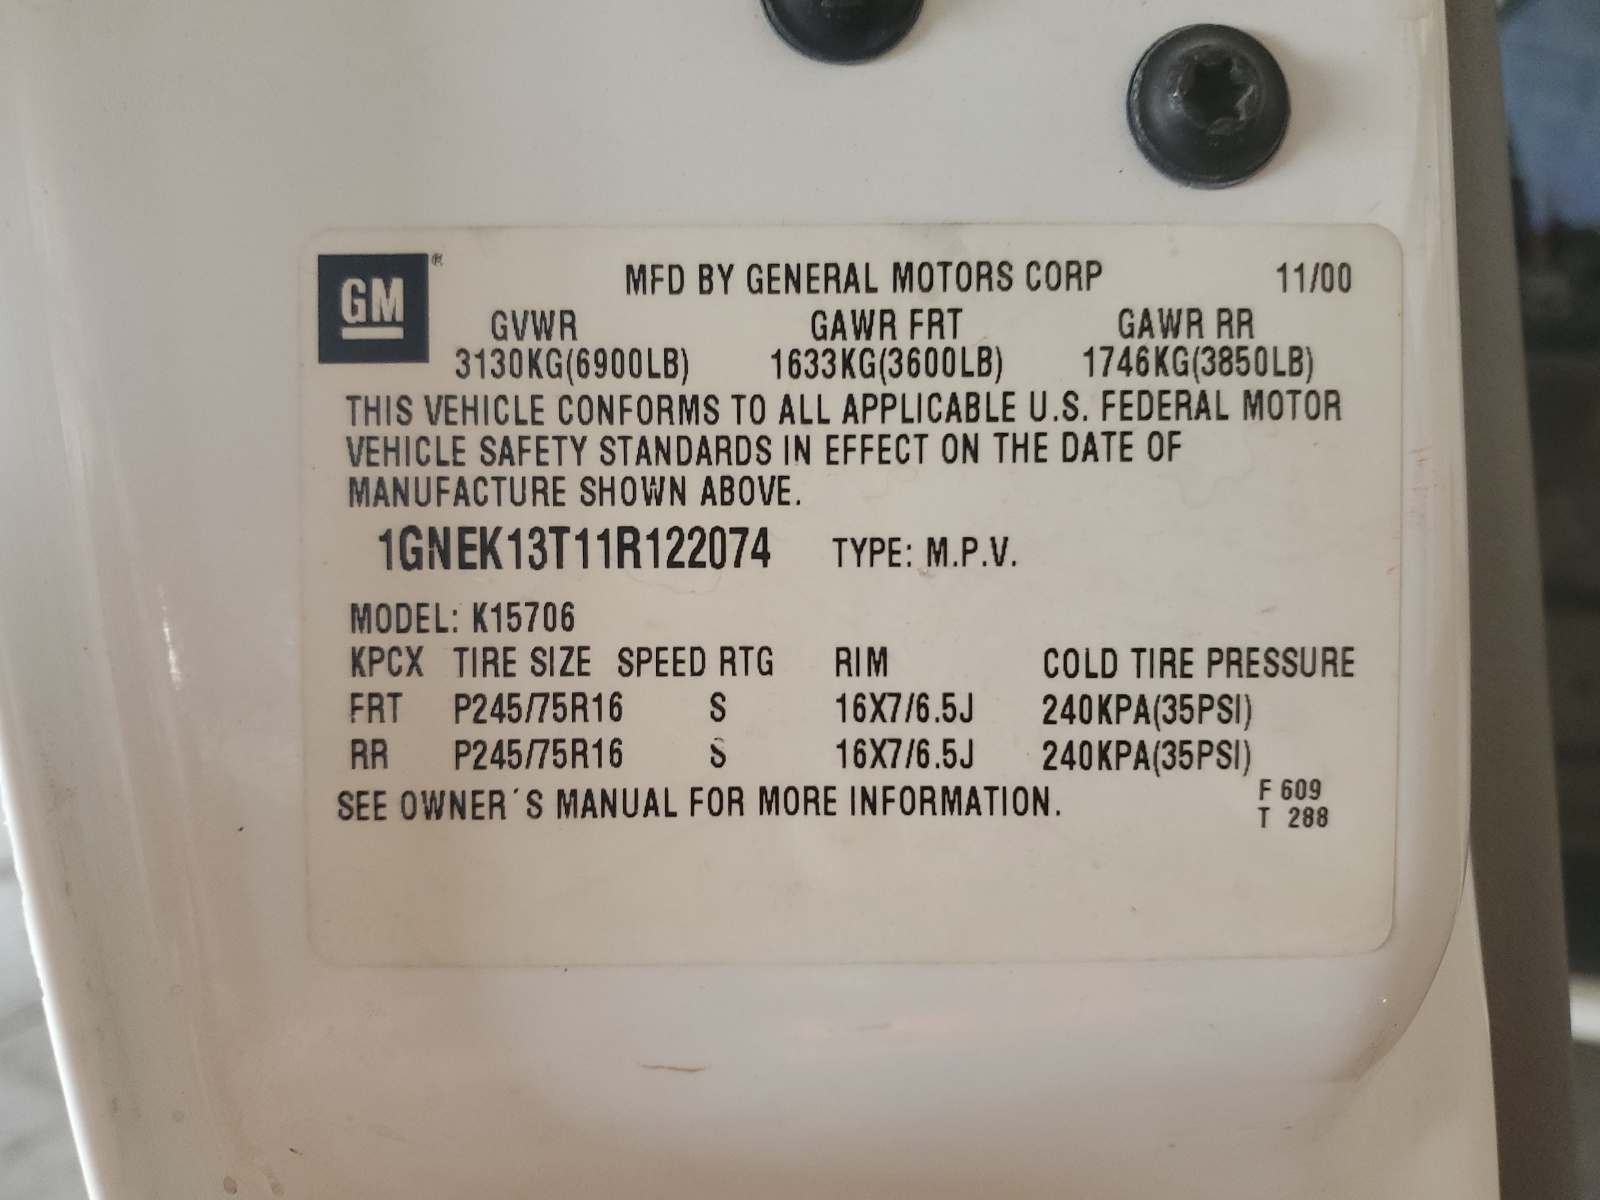 GM®
MFD BY GENERAL MOTORS CORP 11/00
GVWR GAWR FRT GAWR RR
3130KG(6900LB) 1633KG(3600LB) 1746KG(3850LB)
THIS VEHICLE CONFORMS TO ALL APPLICABLE U.S. FEDERAL MOTOR
VEHICLE SAFETY STANDARDS IN EFFECT ON THE DATE OF
MANUFACTURE SHOWN ABOVE.
1GNEK13T11R122074 TYPE: M.P.V.
MODEL: K15706
KPCX TIRE SIZE SPEED RTG RIM COLD TIRE PRESSURE
FRT P245/75R16 S 16X7/6.5J 240KPA(35PSI)
RR P245/75R16 S 16X7/6.5J 240KPA(35PSI)
SEE OWNER´S MANUAL FOR MORE INFORMATION.
F 609
T 288